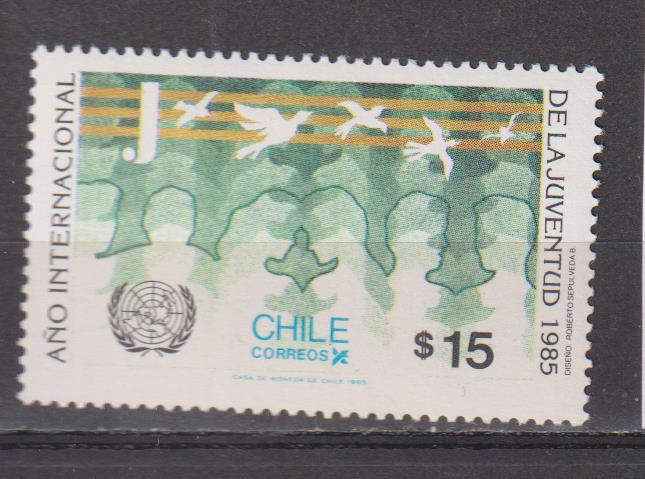 AÑO INTERNACIONAL
DE LA JUVENTUD 1985
DISEÑO: ROBERTO SEPULVEDA B.
J
CHILE
CORREOS
$15
CASA DE MONEDA DE CHILE 1985